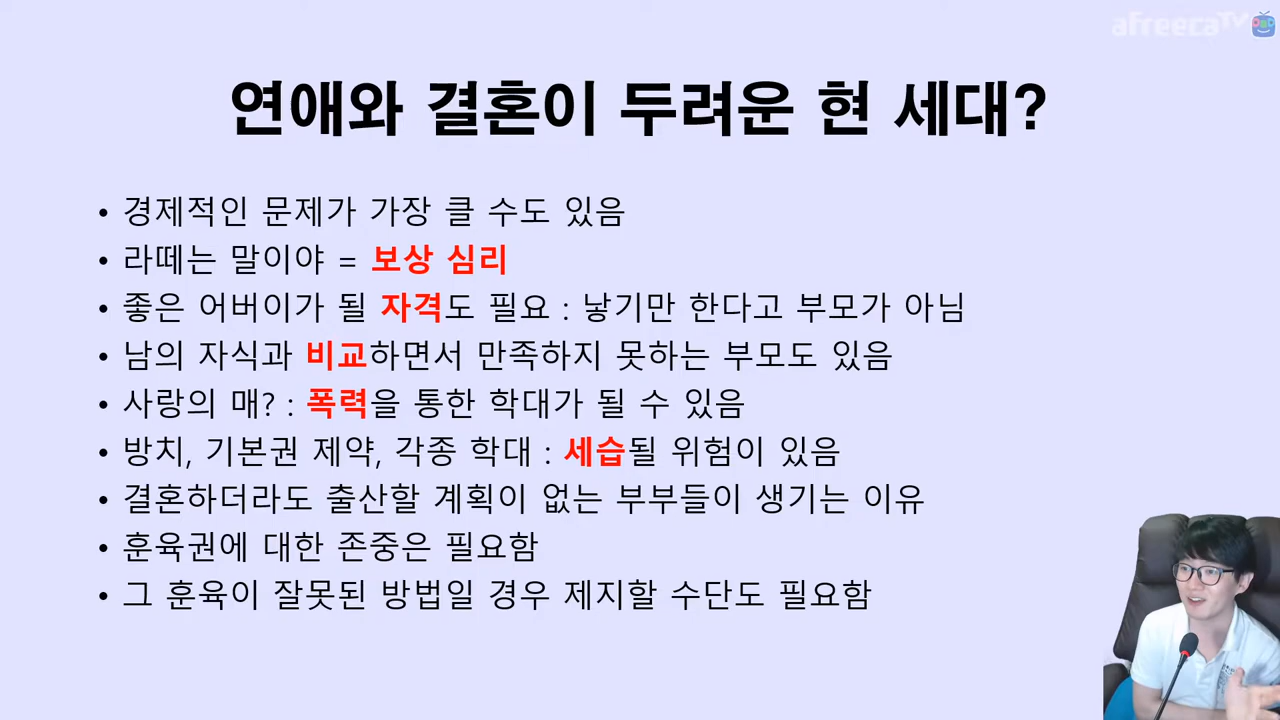 afreecaTV
연애와 결혼이 두려운 현 세대?
• 경제적인 문제가 가장 클 수도 있음
• 라떼는 말이야 = 보상 심리
• 좋은 어버이가 될 자격도 필요 : 낳기만 한다고 부모가 아님
• 남의 자식과 비교하면서 만족하지 못하는 부모도 있음
• 사랑의 매? : 폭력을 통한 학대가 될 수 있음
• 방치, 기본권 제약, 각종 학대 : 세습될 위험이 있음
• 결혼하더라도 출산할 계획이 없는 부부들이 생기는 이유
• 훈육권에 대한 존중은 필요함
• 그 훈육이 잘못된 방법일 경우 제지할 수단도 필요함